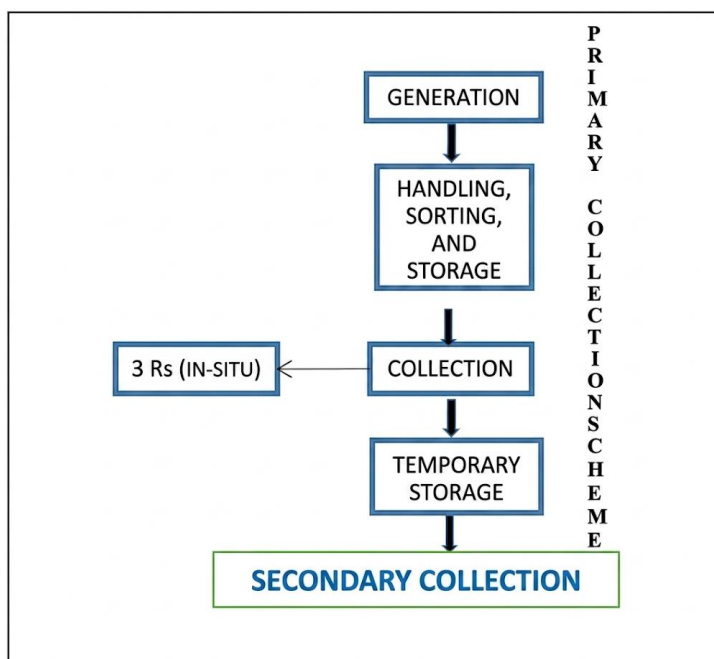 GENERATION
HANDLING,
SORTING,
AND
STORAGE
3 Rs (IN-SITU)
COLLECTION
TEMPORARY
STORAGE
SECONDARY COLLECTION
PRIMARY COLLECTIONSCHEME